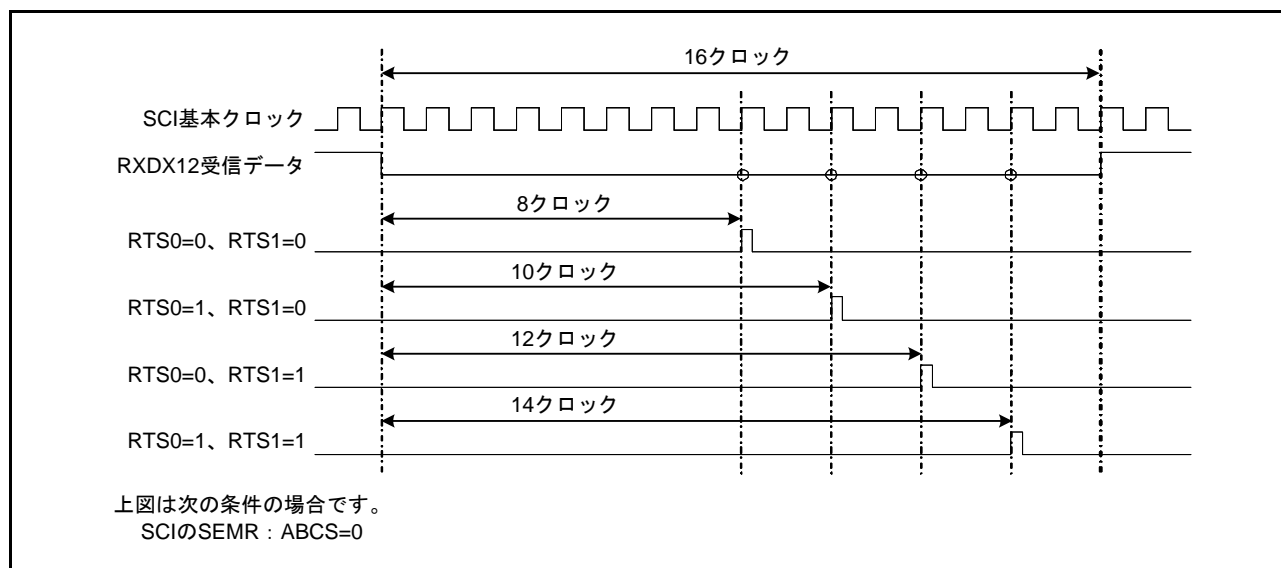 16クロック
SCI基本クロック
RXDX12受信データ
8クロック
RTS0=0、RTS1=0
10クロック
RTS0=1、RTS1=0
12クロック
RTS0=0、RTS1=1
14クロック
RTS0=1、RTS1=1
上図は次の条件の場合です。
SCIのSEMR：ABCS=0